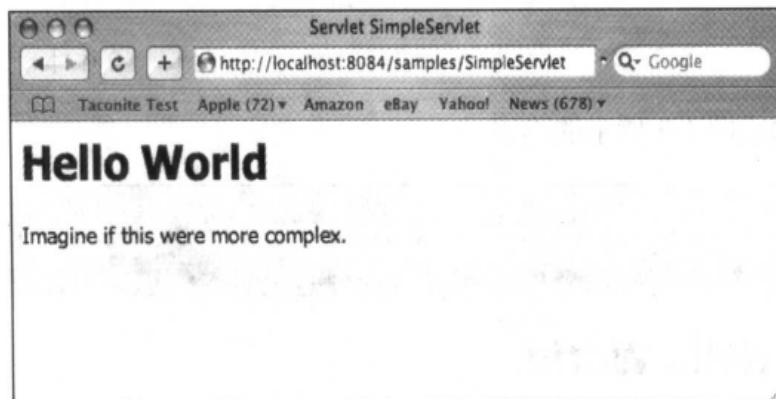 Servlet SimpleServlet
http://localhost:8084/samples/SimpleServlet Google
Taconite Test Apple (72) Amazon eBay Yahoo! News (678)
Hello World
Imagine if this were more complex.